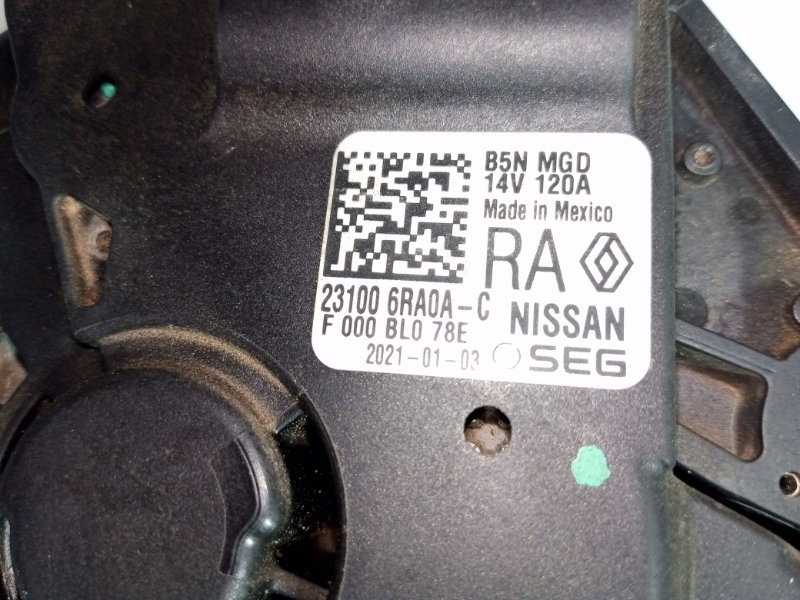 B5N MGD
14V 120A
Made in Mexico
RA
23100 6RA0A-C
NISSAN
F 000 BL0 78E
2021-01-03
SEG